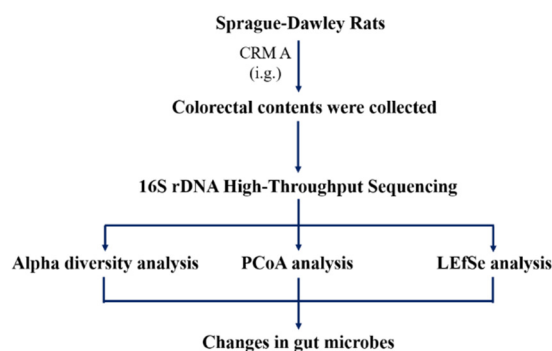 Sprague-Dawley Rats
CRM A
(i.g.)
Colorectal contents were collected
16S rDNA High-Throughput Sequencing
Alpha diversity analysis
PCoA analysis
LEfSe analysis
Changes in gut microbes